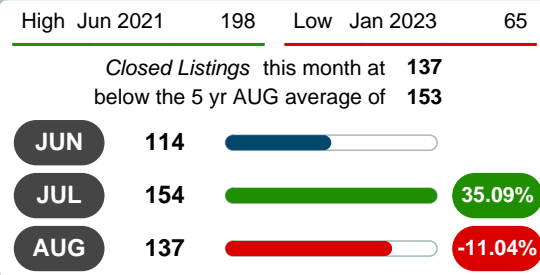 High Jun 2021 198 Low Jan 2023 65
Closed Listings this month at 137
below the 5 yr AUG average of 153
JUN 114
JUL 154 35.09%
AUG 137 -11.04%